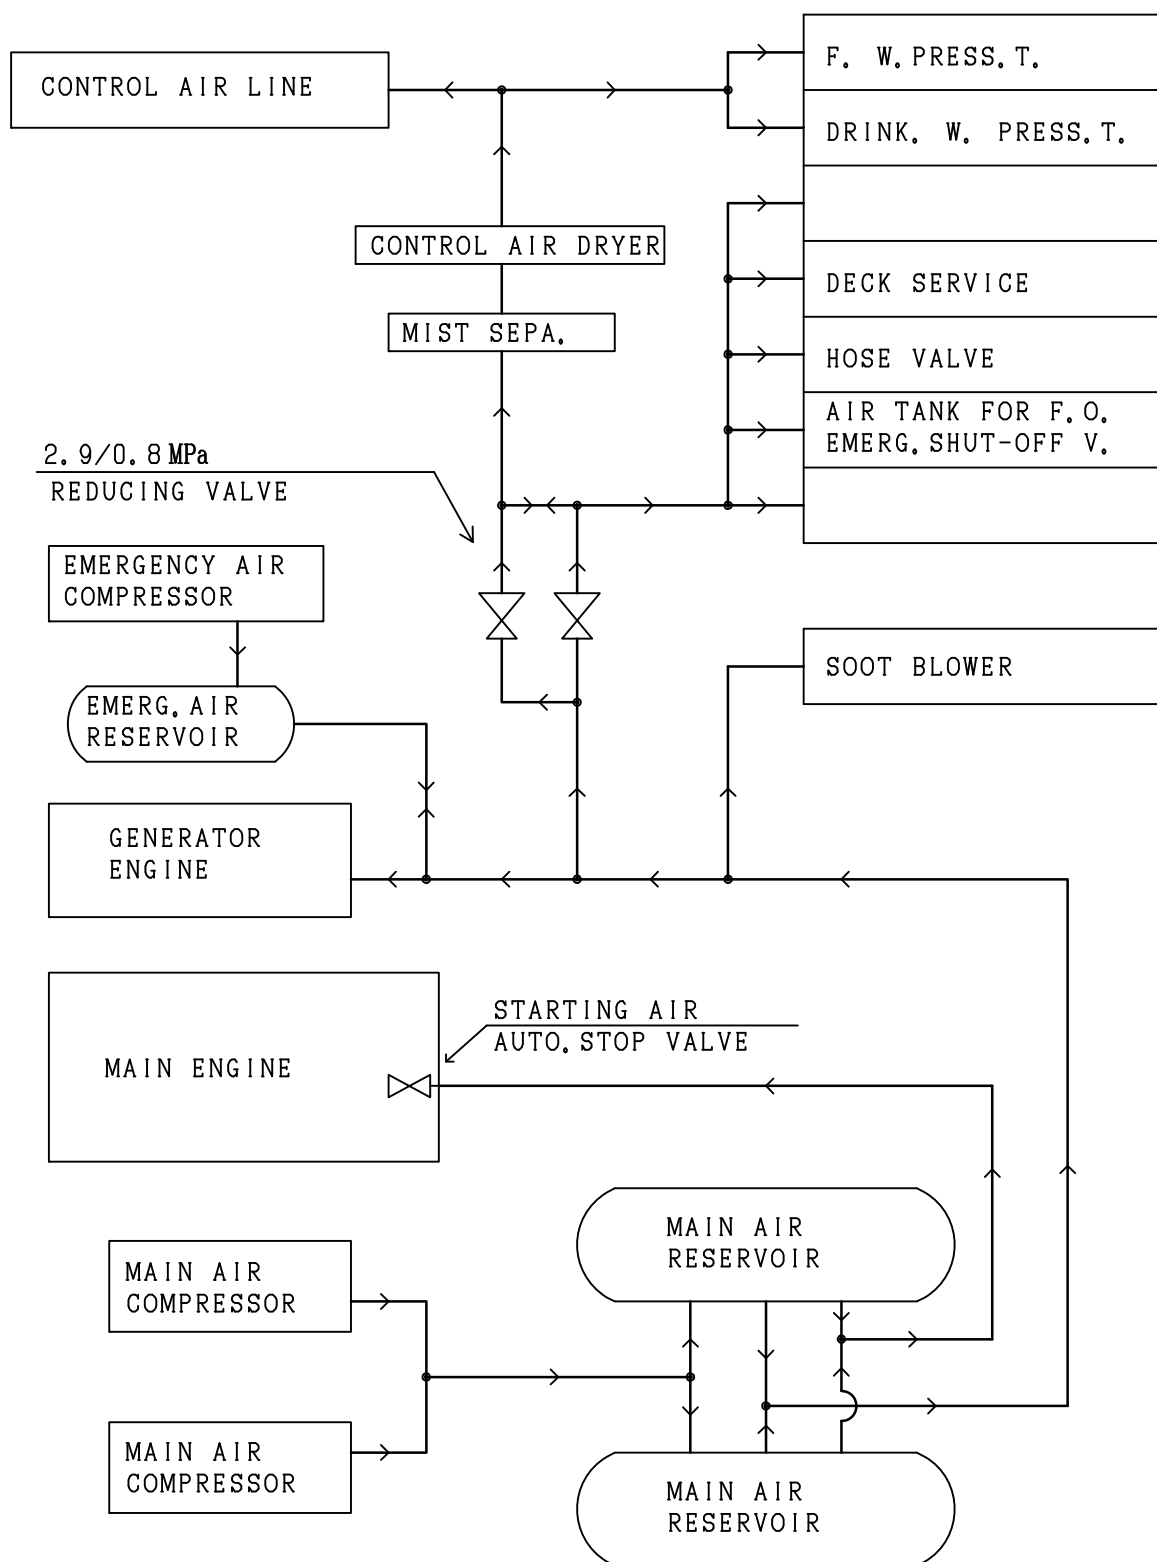 F. W. PRESS. T.
CONTROL AIR LINE
DRINK. W. PRESS. T.
CONTROL AIR DRYER
DECK SERVICE
MIST SEPA.
HOSE VALVE
AIR TANK FOR F. O.
EMERG. SHUT-OFF V.
2. 9/0. 8 MPa
REDUCING VALVE
EMERGENCY AIR
COMPRESSOR
SOOT BLOWER
EMERG. AIR
RESERVOIR
GENERATOR
ENGINE
STARTING AIR
AUTO. STOP VALVE
MAIN ENGINE
MAIN AIR
RESERVOIR
MAIN AIR
COMPRESSOR
MAIN AIR
COMPRESSOR
MAIN AIR
RESERVOIR